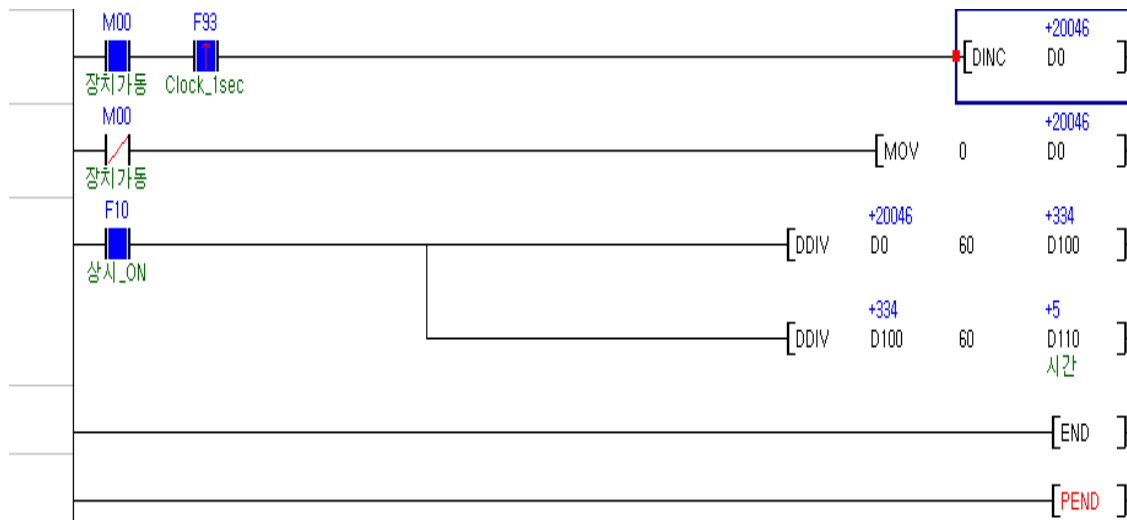 M00 F93 +20046
DINC D0
장치가동 Clock_1sec
M00 +20046
MOV 0 D0
장치가동
F10 +20046 +334
DDIV D0 60 D100
상시_ON
+334 +5
DDIV D100 60 D110
시간
END
PEND